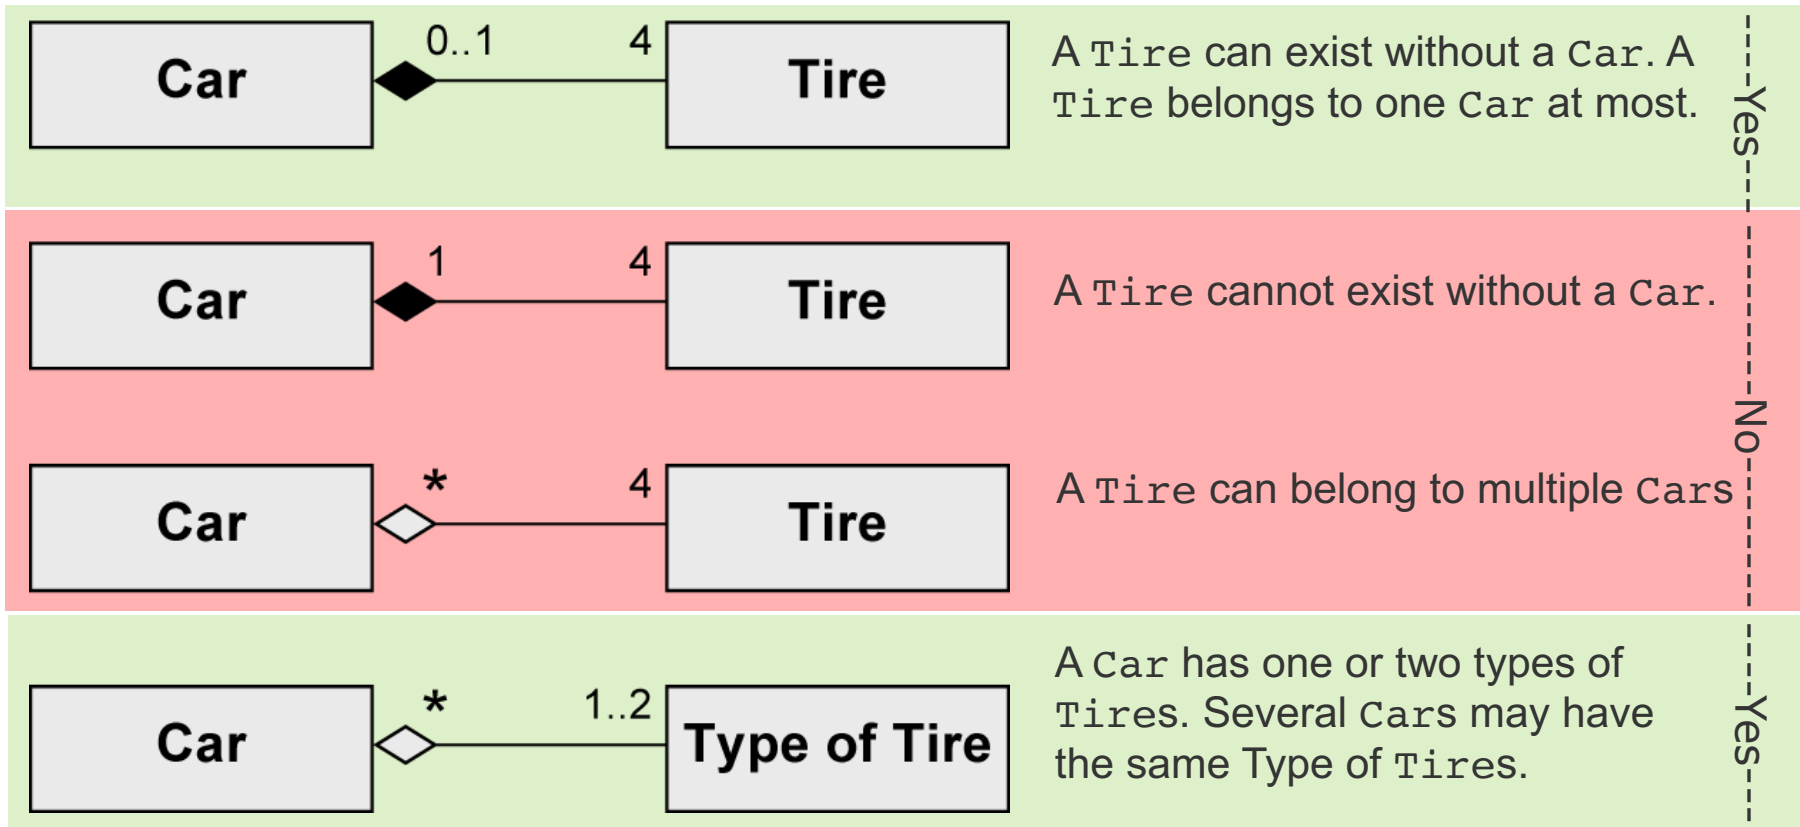 Car 0..1 4 Tire
A Tire can exist without a Car. A
Tire belongs to one Car at most.
Yes
Car 1 4 Tire
A Tire cannot exist without a Car.
No
Car * 4 Tire
A Tire can belong to multiple Cars
Car * 1..2 Type of Tire
A Car has one or two types of
Tires. Several Cars may have
the same Type of Tires.
Yes